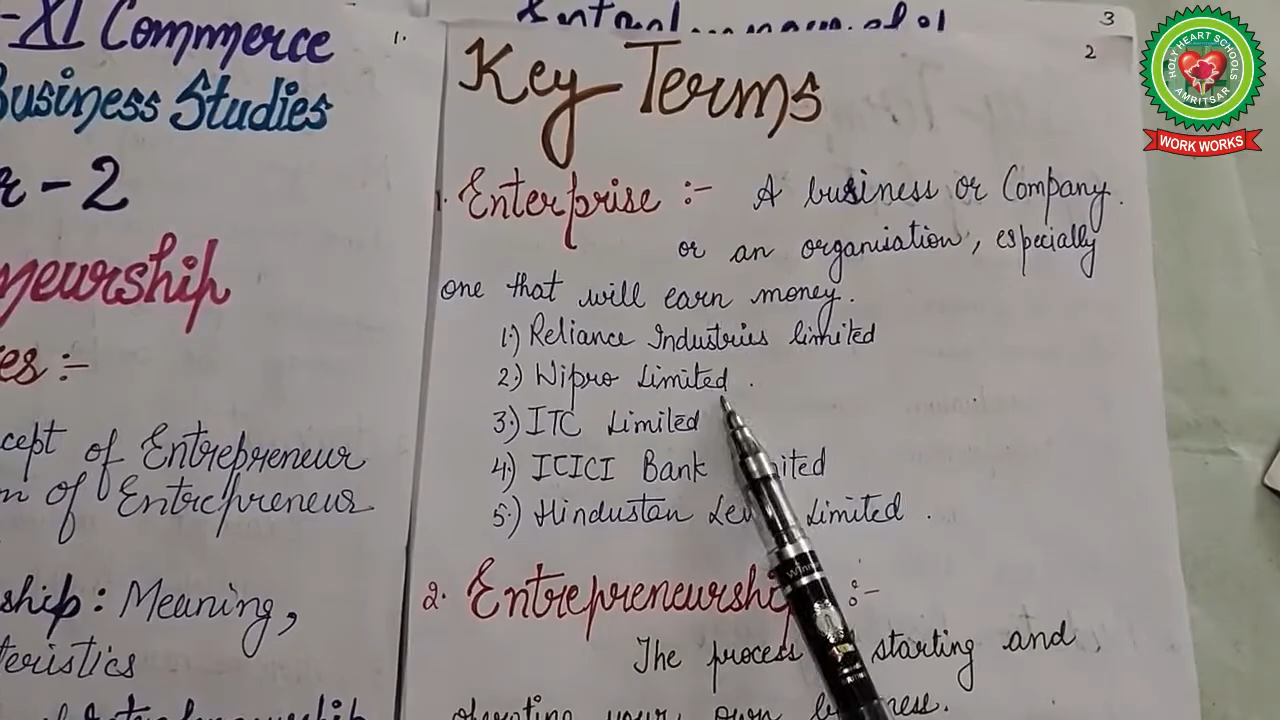 -XI Commerce
Business Studies
- 2
neurship
es :-
cept of Entrepreneur
n of Entrepreneur
ship : Meaning,
teristics
1.
3
2
Key Terms
1. Enterprise :- A business or Company.
or an organisation, especially
one that will earn money.
1.) Reliance Industries limited
2.) Wipro Limited.
3.) ITC Limited
4.) ICICI Bank
5.) Hindustan Limited.
2. Entrepreneurship :-
The process starting and
your own
HOLY HEART SCHOOLS
AMRITSAR
WORK WORKS